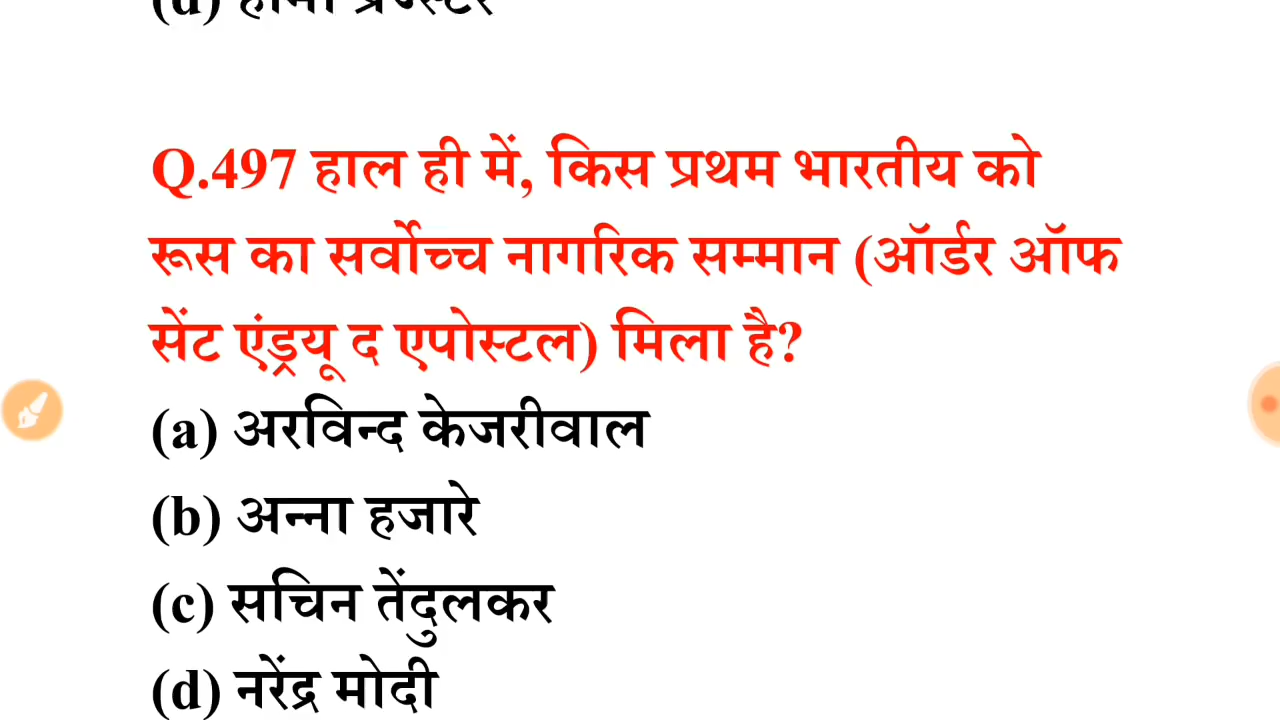 (d) हीमा प्रेज्स्टर
Q.497 हाल ही में, किस प्रथम भारतीय को
रूस का सर्वोच्च नागरिक सम्मान (ऑर्डर ऑफ
सेंट एंड्रयू द एपोस्टल) मिला है?
(a) अरविन्द केजरीवाल
(b) अन्ना हजारे
(c) सचिन तेंदुलकर
(d) नरेंद्र मोदी